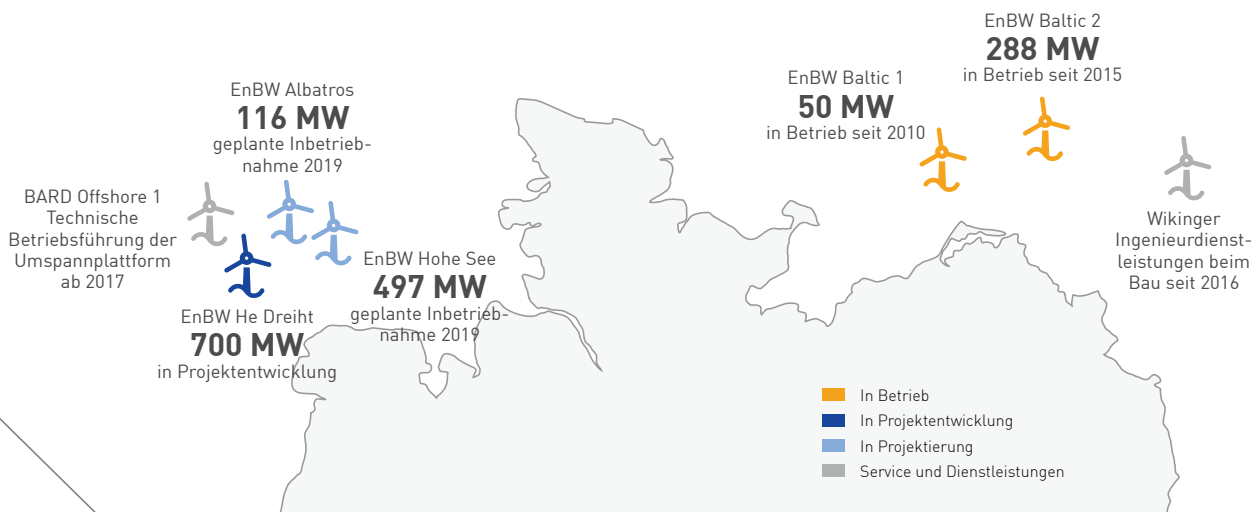 EnBW Baltic 2
288 MW
in Betrieb seit 2015
EnBW Baltic 1
50 MW
in Betrieb seit 2010
EnBW Albatros
116 MW
geplante Inbetrieb-
nahme 2019
BARD Offshore 1
Technische
Betriebsführung der
Umspannplattform
ab 2017
EnBW Hohe See
497 MW
geplante Inbetrieb-
nahme 2019
EnBW He Dreiht
700 MW
in Projektentwicklung
Wikinger
Ingenieurdienst-
leistungen beim
Bau seit 2016
In Betrieb
In Projektentwicklung
In Projektierung
Service und Dienstleistungen